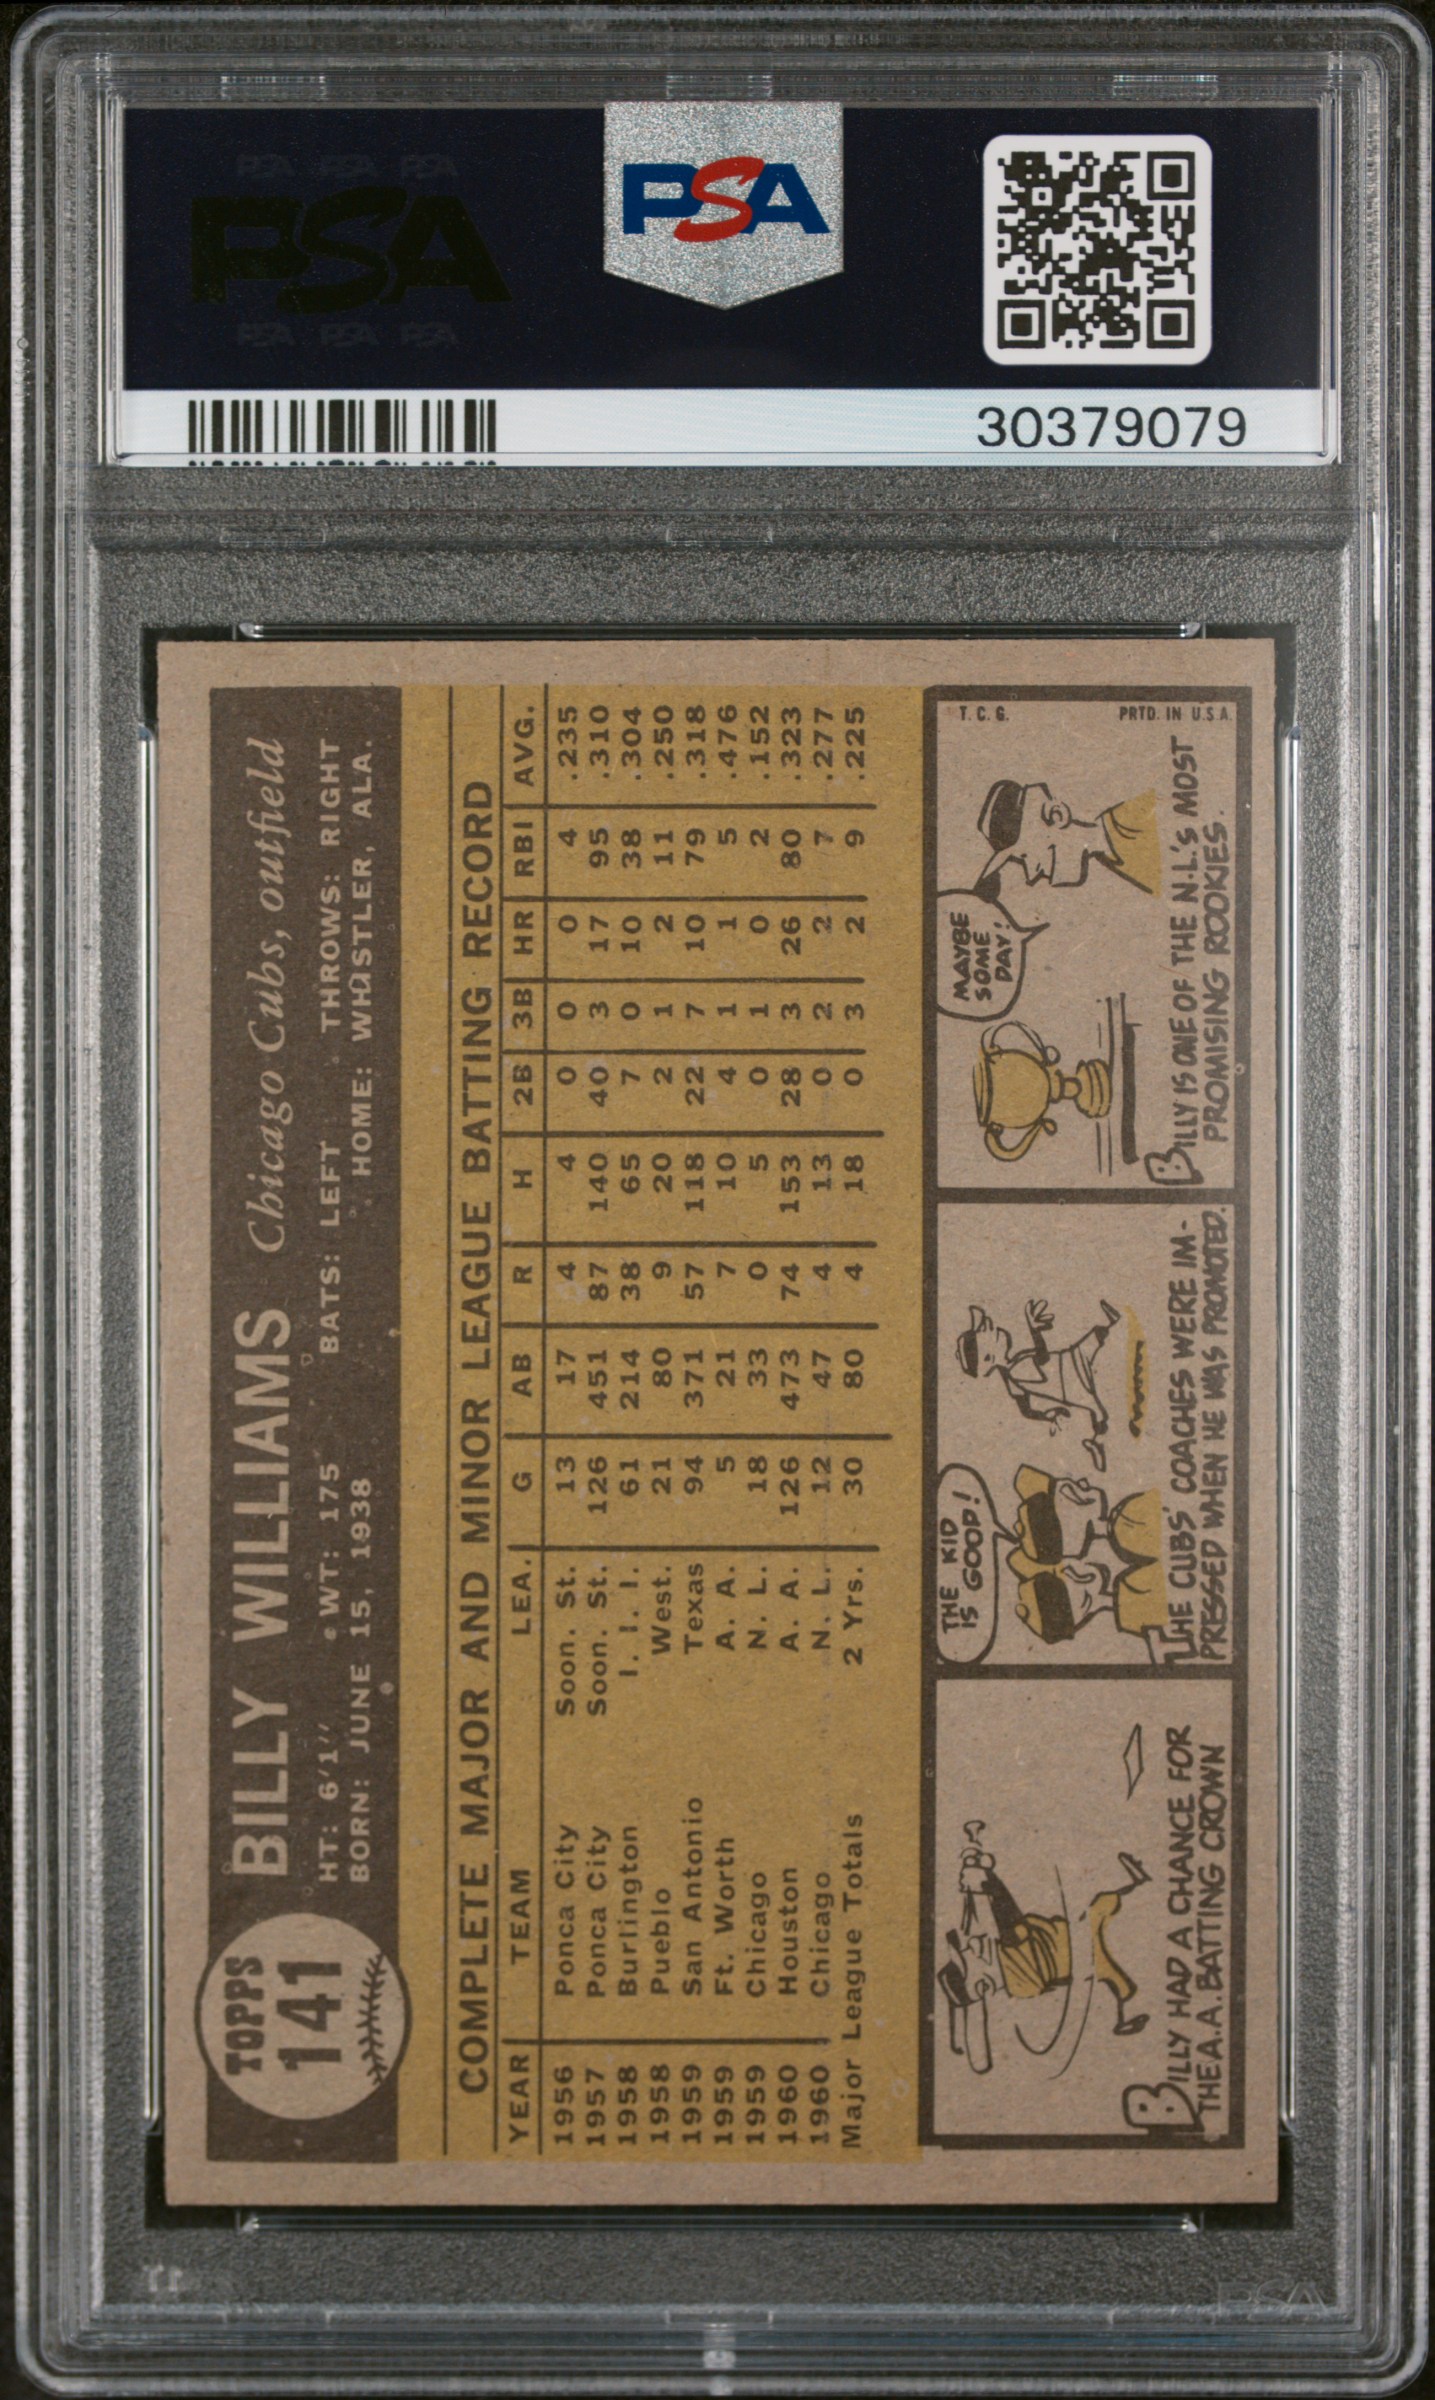 PSA PSA PSA
PSA
PSA PSA PSA
PSA
30379079
TOPPS
141
BILLY WILLIAMS Chicago Cubs, outfield
HT: 6'1" WT: 175 BATS: LEFT THROWS: RIGHT
BORN: JUNE 15, 1938 HOME: WHISTLER, ALA.
COMPLETE MAJOR AND MINOR LEAGUE BATTING RECORD
YEAR TEAM LEA. G AB R H 2B 3B HR RBI AVG.
1956 Ponca City Soon. St. 13 17 4 4 0 0 0 4 .235
1957 Ponca City Soon. St. 126 451 87 140 40 3 17 95 .310
1958 Burlington I. I. I. 61 214 38 65 7 0 10 38 .304
1958 Pueblo West. 21 80 9 20 2 1 2 11 .250
1959 San Antonio Texas 94 371 57 118 22 7 10 79 .318
1959 Ft. Worth A. A. 5 21 7 10 4 1 1 5 .476
1959 Chicago N. L. 18 33 0 5 0 1 0 2 .152
1960 Houston A. A. 126 473 74 153 28 3 26 80 .323
1960 Chicago N. L. 12 47 4 13 0 2 2 7 .277
Major League Totals 2 Yrs. 30 80 4 18 0 3 2 9 .225
BILLY HAD A CHANCE FOR
THE A.A. BATTING CROWN
THE KID
IS GOOD!
THE CUBS' COACHES WERE IM-
PRESSED WHEN HE WAS PROMOTED.
MAYBE
SOME
DAY!
BILLY IS ONE OF THE N.L.'S MOST
PROMISING ROOKIES.
T.C.G. PRTD. IN U.S.A.
PSA